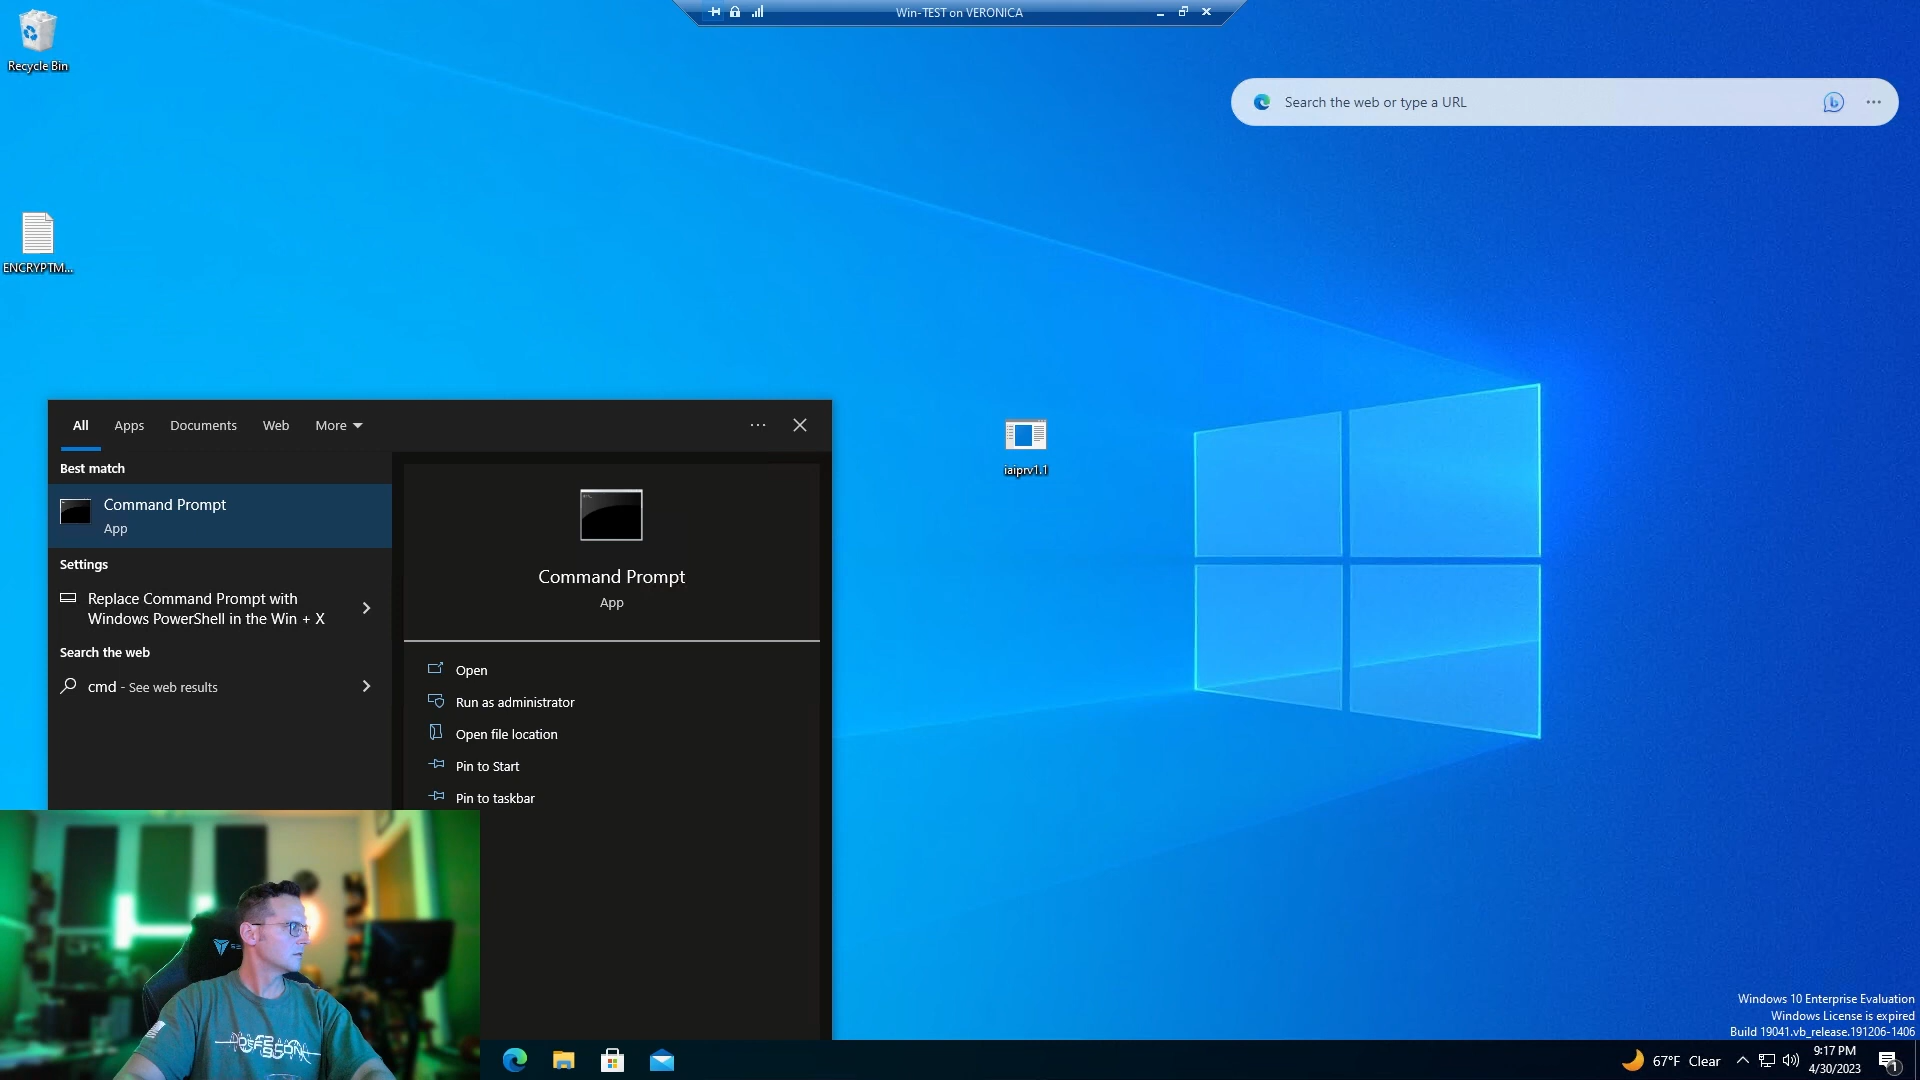 Win-TEST on VERONICA
Recycle Bin
Search the web or type a URL
ENCRYPTM...
All Apps Documents Web More
Best match
Command Prompt
App
Settings
Replace Command Prompt with
Windows PowerShell in the Win + X
Search the web
cmd - See web results
Command Prompt
App
Open
Run as administrator
Open file location
Pin to Start
Pin to taskbar
iaiprv1.1
Windows 10 Enterprise Evaluation
Windows License is expired
Build 19041.vb_release.191206-1406
67°F Clear
9:17 PM
4/30/2023
1